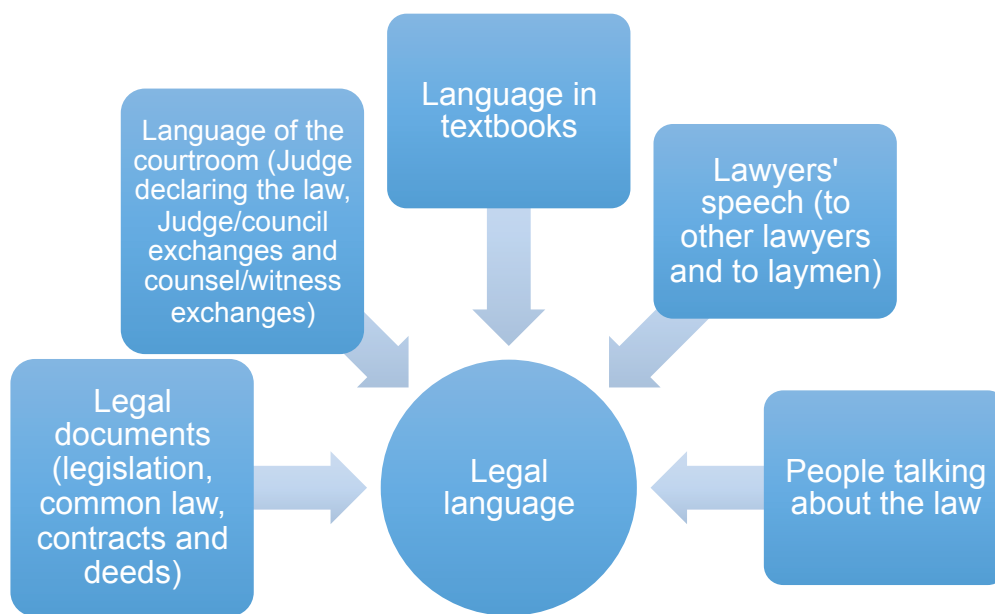 Language in
textbooks
Language of the
courtroom (Judge
declaring the law,
Judge/council
exchanges and
counsel/witness
exchanges)
Lawyers'
speech (to
other lawyers
and to laymen)
Legal
documents
(legislation,
common law,
contracts and
deeds)
Legal
language
People talking
about the law